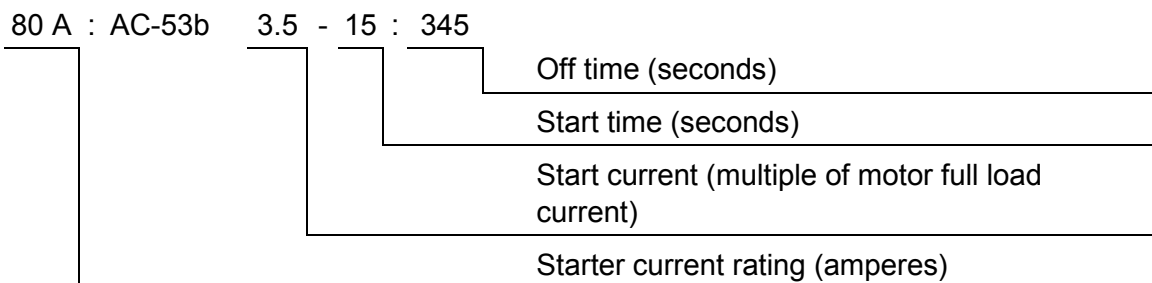 80 A : AC-53b 3.5 - 15 : 345
Off time (seconds)
Start time (seconds)
Start current (multiple of motor full load
current)
Starter current rating (amperes)